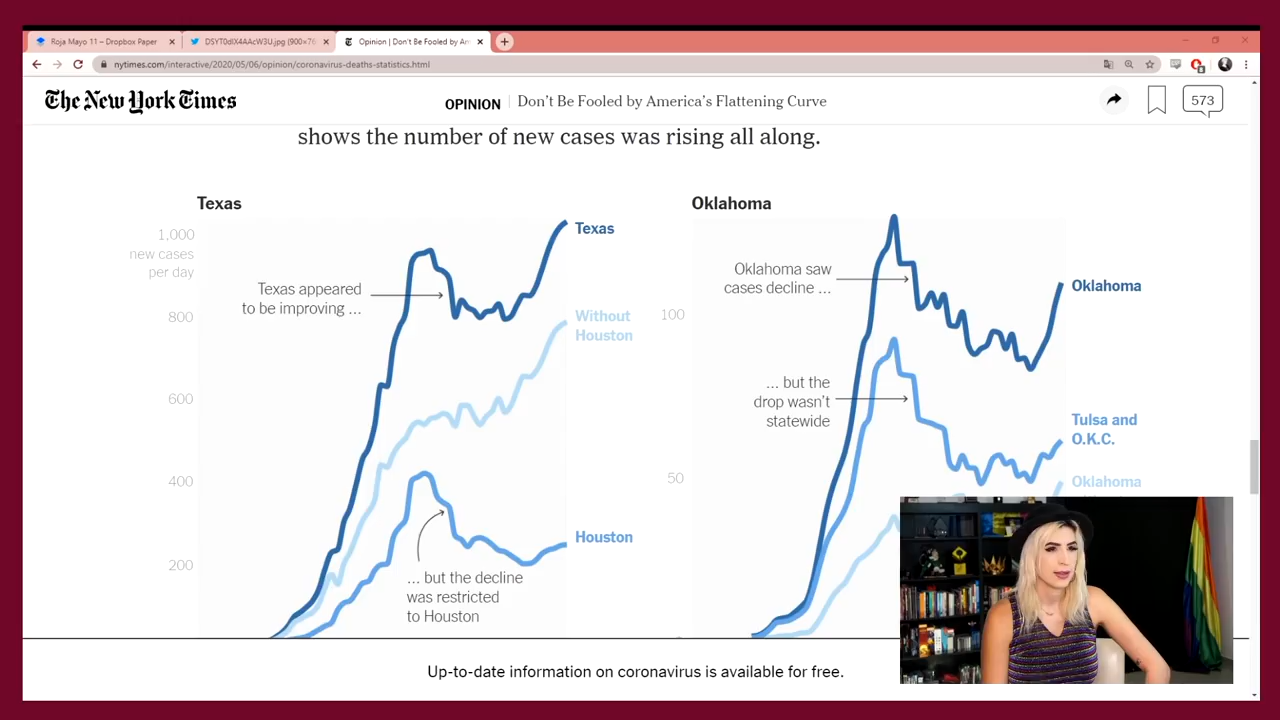 Roja Mayo 11 – Dropbox Paper
DSYT0dIX4AAcW3U.jpg (900×76
Opinion | Don't Be Fooled by Am
nytimes.com/interactive/2020/05/06/opinion/coronavirus-deaths-statistics.html
The New York Times
OPINION
Don't Be Fooled by America's Flattening Curve
573
shows the number of new cases was rising all along.
Texas
1,000
new cases
per day
800
600
400
200
Texas appeared
to be improving ...
Texas
Without
Houston
Houston
... but the decline
was restricted
to Houston
Oklahoma
100
50
Oklahoma saw
cases decline ...
... but the
drop wasn't
statewide
Oklahoma
Tulsa and
O.K.C.
Oklahoma
Up-to-date information on coronavirus is available for free.